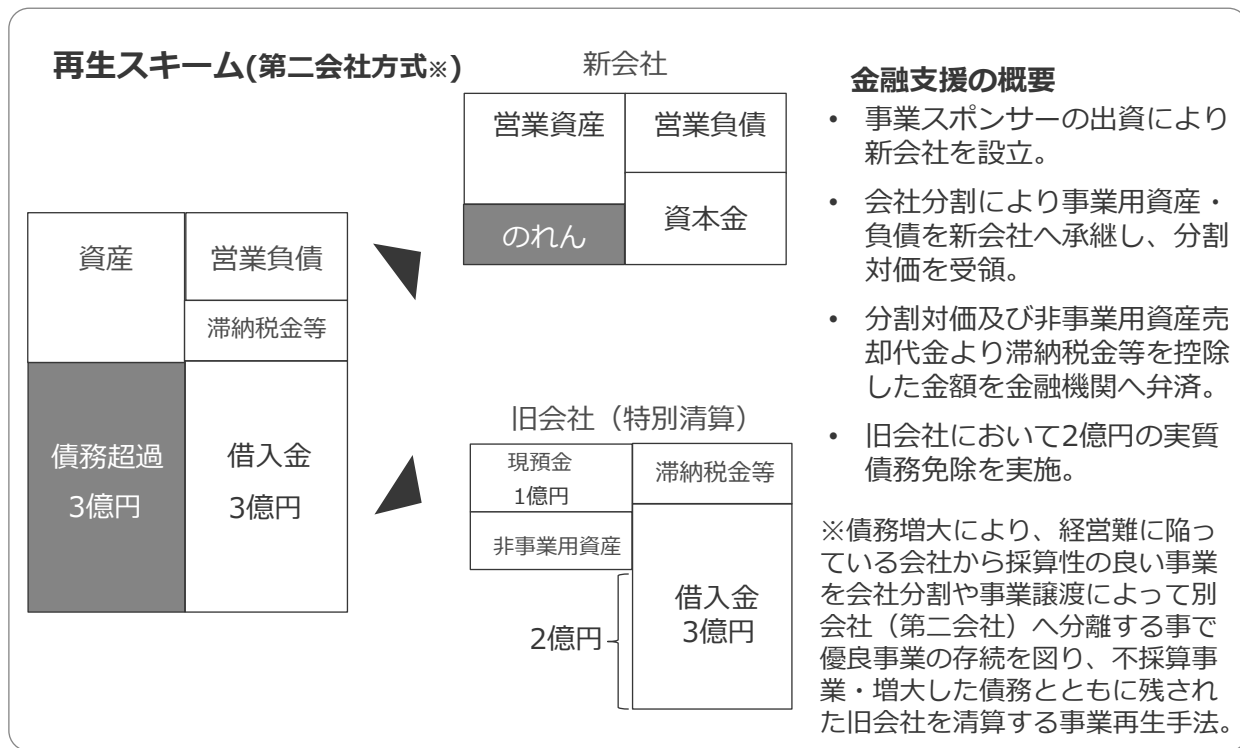 再生スキーム(第二会社方式※)
資産
営業負債
滞納税金等
債務超過
3億円
借入金
3億円
新会社
営業資産
営業負債
のれん
資本金
旧会社（特別清算）
現預金
1億円
滞納税金等
非事業用資産
借入金
3億円
2億円
金融支援の概要
• 事業スポンサーの出資により
新会社を設立。
• 会社分割により事業用資産・
負債を新会社へ承継し、分割
対価を受領。
• 分割対価及び非事業用資産売
却代金より滞納税金等を控除
した金額を金融機関へ弁済。
• 旧会社において2億円の実質
債務免除を実施。
※債務増大により、経営難に陥っ
ている会社から採算性の良い事業
を会社分割や事業譲渡によって別
会社（第二会社）へ分離する事で
優良事業の存続を図り、不採算事
業・増大した債務とともに残され
た旧会社を清算する事業再生手法。